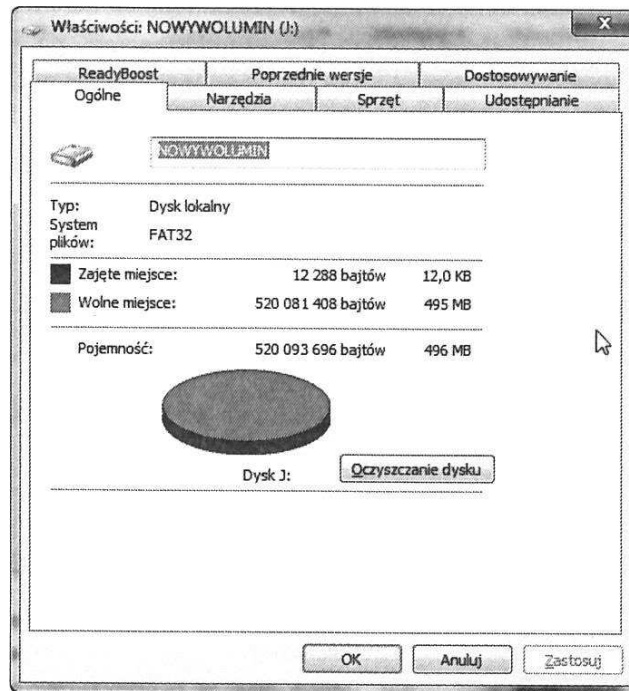 Właściwości: NOWYWOLUMIN (J:)
X
ReadyBoost Poprzednie wersje Dostosowywanie
Ogólne Narzędzia Sprzęt Udostępnianie
NOWYWOLUMIN
Typ: Dysk lokalny
System
plików: FAT32
Zajęte miejsce: 12 288 bajtów 12,0 KB
Wolne miejsce: 520 081 408 bajtów 495 MB
Pojemność: 520 093 696 bajtów 496 MB
Dysk J: Oczyszczanie dysku
OK Anuluj Zastosuj